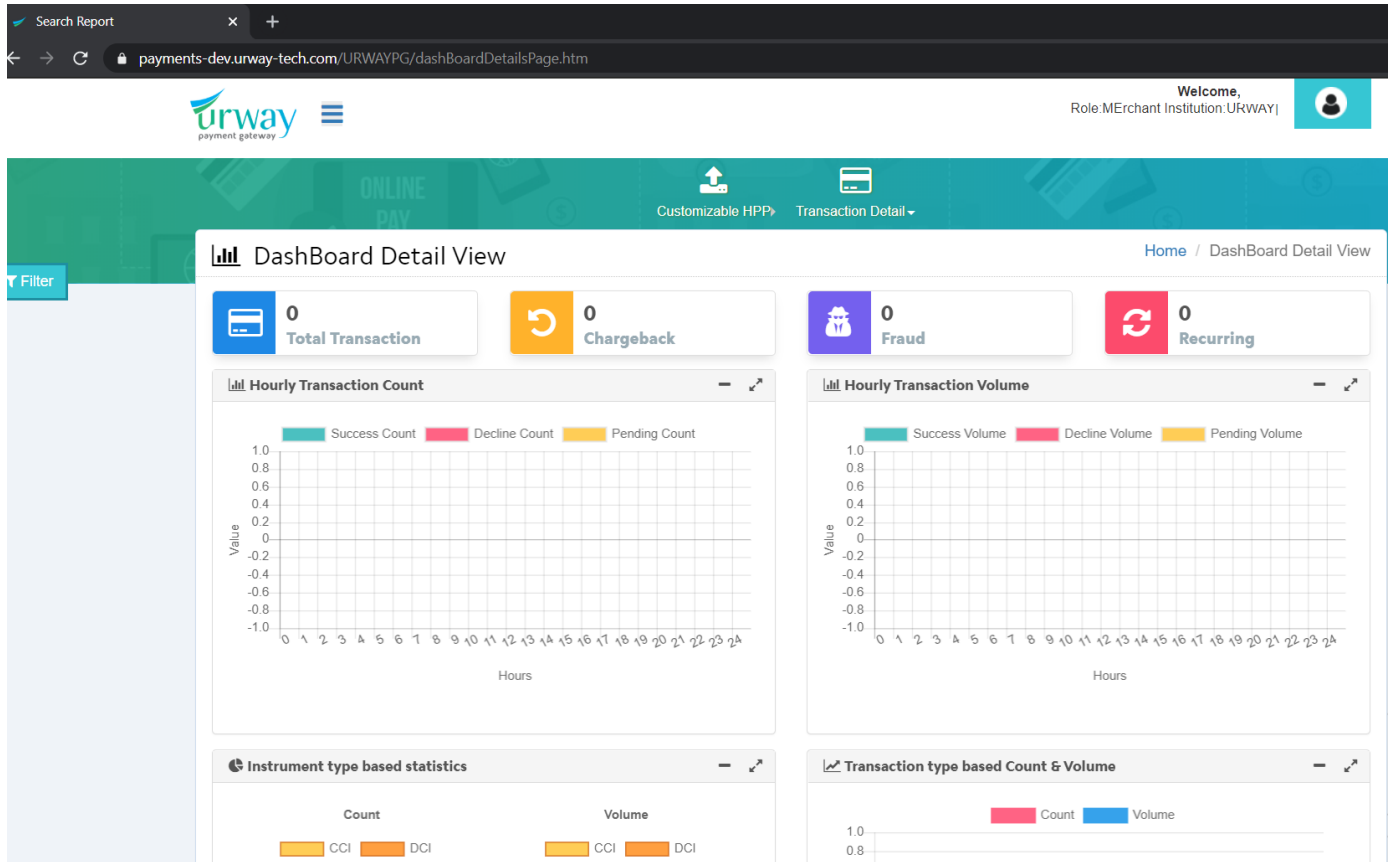 Search Report
payments-dev.urway-tech.com/URWAYPG/dashBoardDetailsPage.htm
urway
payment gateway
Welcome,
Role:MErchant Institution:URWAY|
ONLINE
PAY
Customizable HPP
Transaction Detail
DashBoard Detail View
Home / DashBoard Detail View
Filter
0
Total Transaction
0
Chargeback
0
Fraud
0
Recurring
Hourly Transaction Count
Success Count Decline Count Pending Count
1.0
0.8
0.6
0.4
0.2
0
-0.2
-0.4
-0.6
-0.8
-1.0
Value
0 1 2 3 4 5 6 7 8 9 10 11 12 13 14 15 16 17 18 19 20 21 22 23 24
Hours
Hourly Transaction Volume
Success Volume Decline Volume Pending Volume
1.0
0.8
0.6
0.4
0.2
0
-0.2
-0.4
-0.6
-0.8
-1.0
Value
0 1 2 3 4 5 6 7 8 9 10 11 12 13 14 15 16 17 18 19 20 21 22 23 24
Hours
Instrument type based statistics
Count
CCI DCI
Volume
CCI DCI
Transaction type based Count & Volume
Count Volume
1.0
0.8